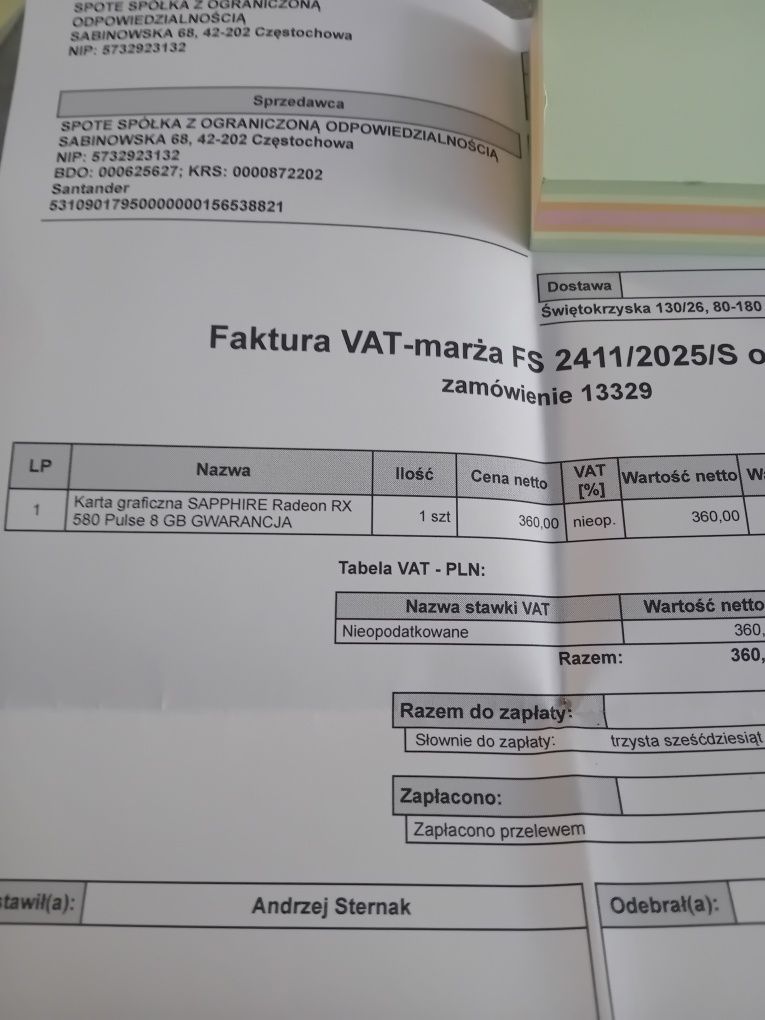 SPOTE SPÓŁKA Z OGRANICZONĄ
ODPOWIEDZIALNOŚCIĄ
SABINOWSKA 68, 42-202 Częstochowa
NIP: 5732923132
Sprzedawca
SPOTE SPÓŁKA Z OGRANICZONĄ ODPOWIEDZIALNOŚCIĄ
SABINOWSKA 68, 42-202 Częstochowa
NIP: 5732923132
BDO: 000625627; KRS: 0000872202
Santander
53109017950000000156538821
Dostawa
Świętokrzyska 130/26, 80-180
Faktura VAT-marża FS 2411/2025/S o
zamówienie 13329
LP Nazwa Ilość Cena netto VAT [%] Wartość netto W
1 Karta graficzna SAPPHIRE Radeon RX 580 Pulse 8 GB GWARANCJA 1 szt 360,00 nieop. 360,00
Tabela VAT - PLN:
Nazwa stawki VAT Wartość netto
Nieopodatkowane 360,
Razem: 360,
Razem do zapłaty:
Słownie do zapłaty: trzysta sześćdziesiąt
Zapłacono:
Zapłacono przelewem
stawił(a): Andrzej Sternak Odebrał(a):